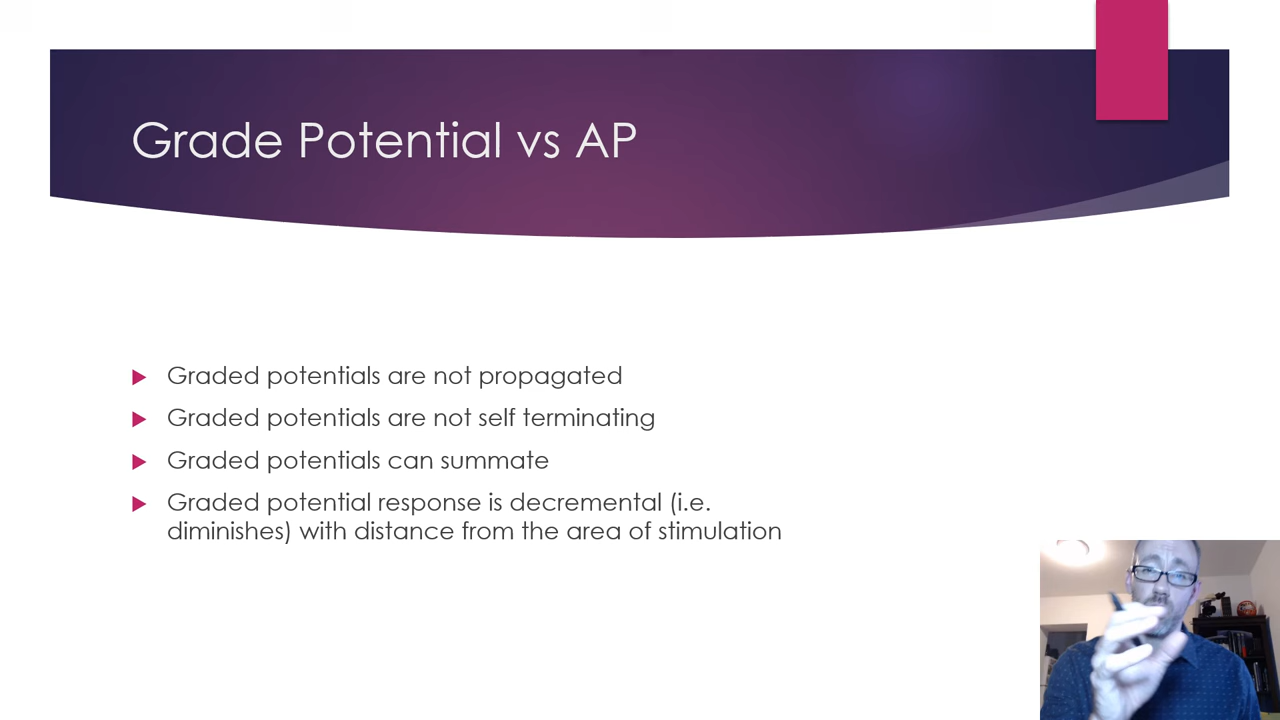 Grade Potential vs AP
Graded potentials are not propagated
Graded potentials are not self terminating
Graded potentials can summate
Graded potential response is decremental (i.e.
diminishes) with distance from the area of stimulation